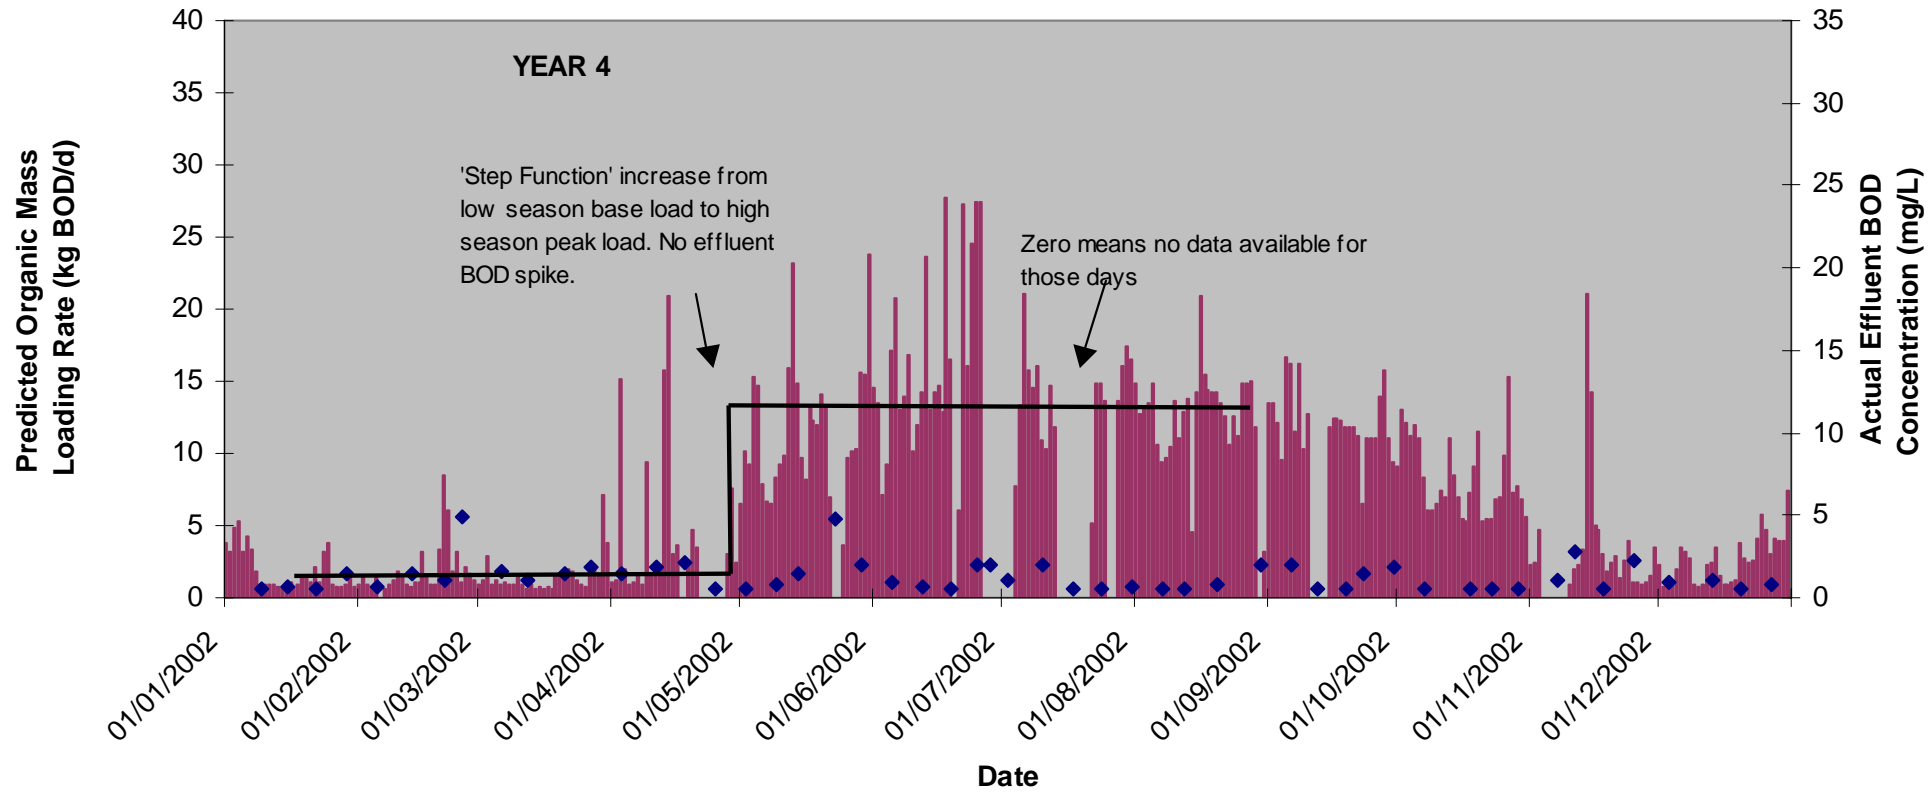 YEAR 4
'Step Function' increase from
low season base load to high
season peak load. No effluent
BOD spike.
Zero means no data available for
those days
Predicted Organic Mass
Loading Rate (kg BOD/d)
40
35
30
25
20
15
10
5
0
35
30
25
20
15
10
5
0
Actual Effluent BOD
Concentration (mg/L)
01/01/2002
01/02/2002
01/03/2002
01/04/2002
01/05/2002
01/06/2002
01/07/2002
01/08/2002
01/09/2002
01/10/2002
01/11/2002
01/12/2002
Date